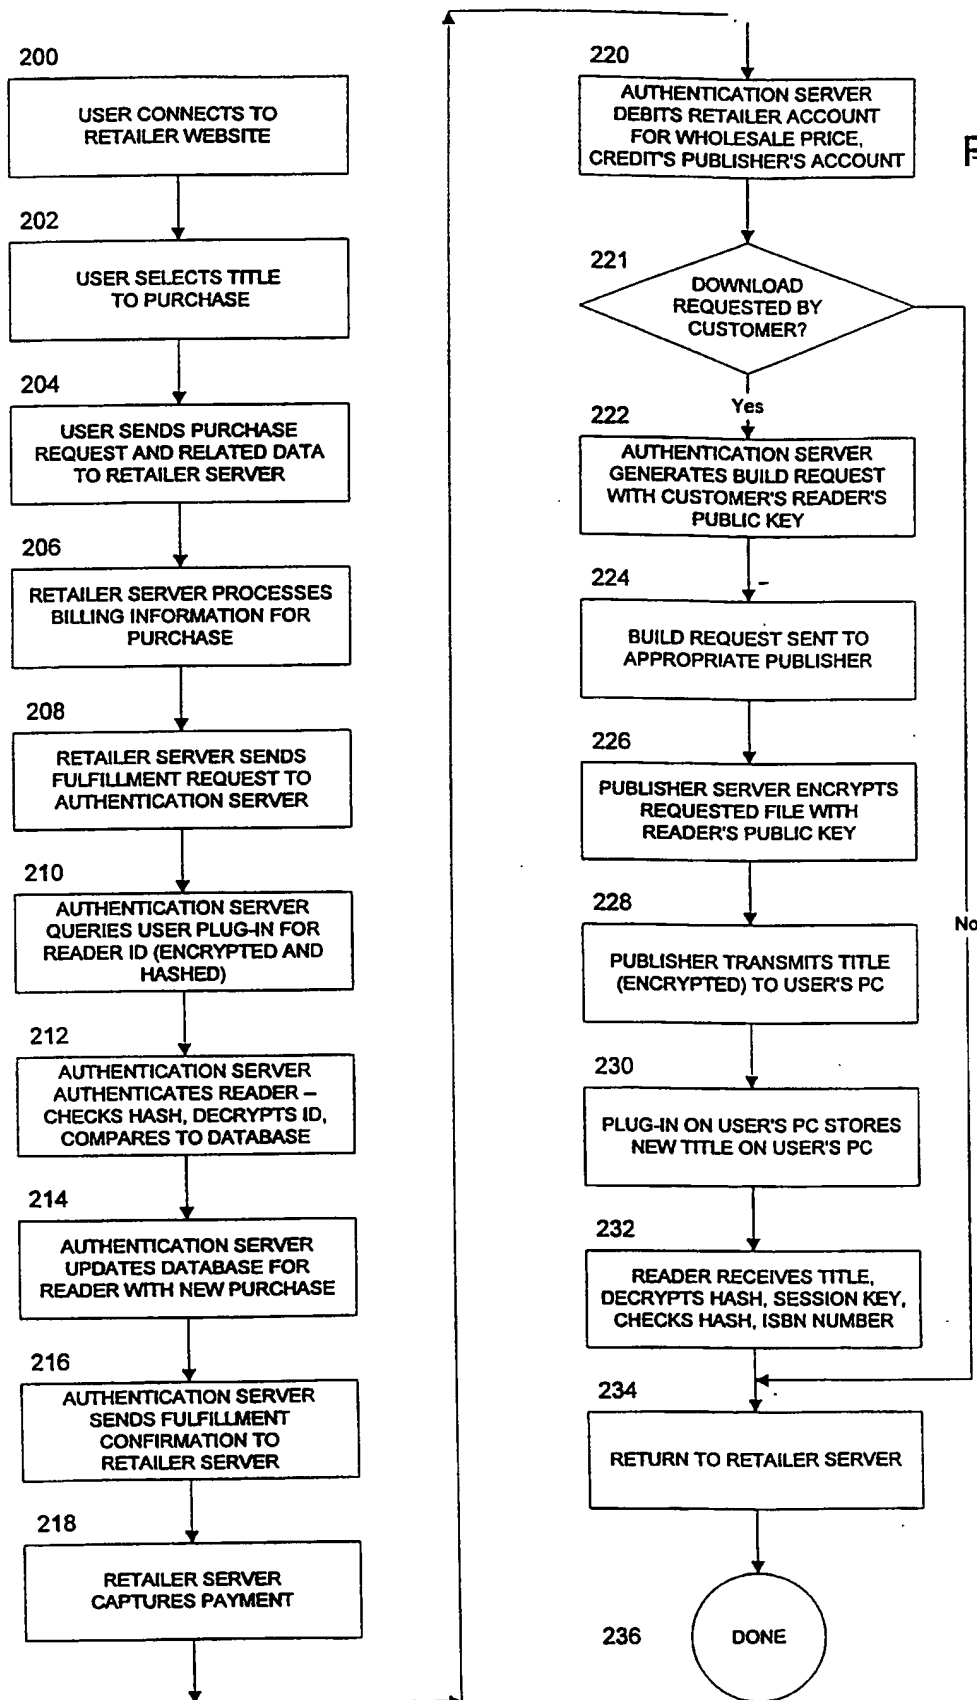 200
USER CONNECTS TO
RETAILER WEBSITE
202
USER SELECTS TITLE
TO PURCHASE
204
USER SENDS PURCHASE
REQUEST AND RELATED DATA
TO RETAILER SERVER
206
RETAILER SERVER PROCESSES
BILLING INFORMATION FOR
PURCHASE
208
RETAILER SERVER SENDS
FULFILLMENT REQUEST TO
AUTHENTICATION SERVER
210
AUTHENTICATION SERVER
QUERIES USER PLUG-IN FOR
READER ID (ENCRYPTED AND
HASHED)
212
AUTHENTICATION SERVER
AUTHENTICATES READER –
CHECKS HASH, DECRYPTS ID,
COMPARES TO DATABASE
214
AUTHENTICATION SERVER
UPDATES DATABASE FOR
READER WITH NEW PURCHASE
216
AUTHENTICATION SERVER
SENDS FULFILLMENT
CONFIRMATION TO
RETAILER SERVER
218
RETAILER SERVER
CAPTURES PAYMENT
220
AUTHENTICATION SERVER
DEBITS RETAILER ACCOUNT
FOR WHOLESALE PRICE,
CREDIT'S PUBLISHER'S ACCOUNT
221
DOWNLOAD
REQUESTED BY
CUSTOMER?
Yes
222
AUTHENTICATION SERVER
GENERATES BUILD REQUEST
WITH CUSTOMER'S READER'S
PUBLIC KEY
224
BUILD REQUEST SENT TO
APPROPRIATE PUBLISHER
226
PUBLISHER SERVER ENCRYPTS
REQUESTED FILE WITH
READER'S PUBLIC KEY
228
No
PUBLISHER TRANSMITS TITLE
(ENCRYPTED) TO USER'S PC
230
PLUG-IN ON USER'S PC STORES
NEW TITLE ON USER'S PC
232
READER RECEIVES TITLE,
DECRYPTS HASH, SESSION KEY,
CHECKS HASH, ISBN NUMBER
234
RETURN TO RETAILER SERVER
236
DONE